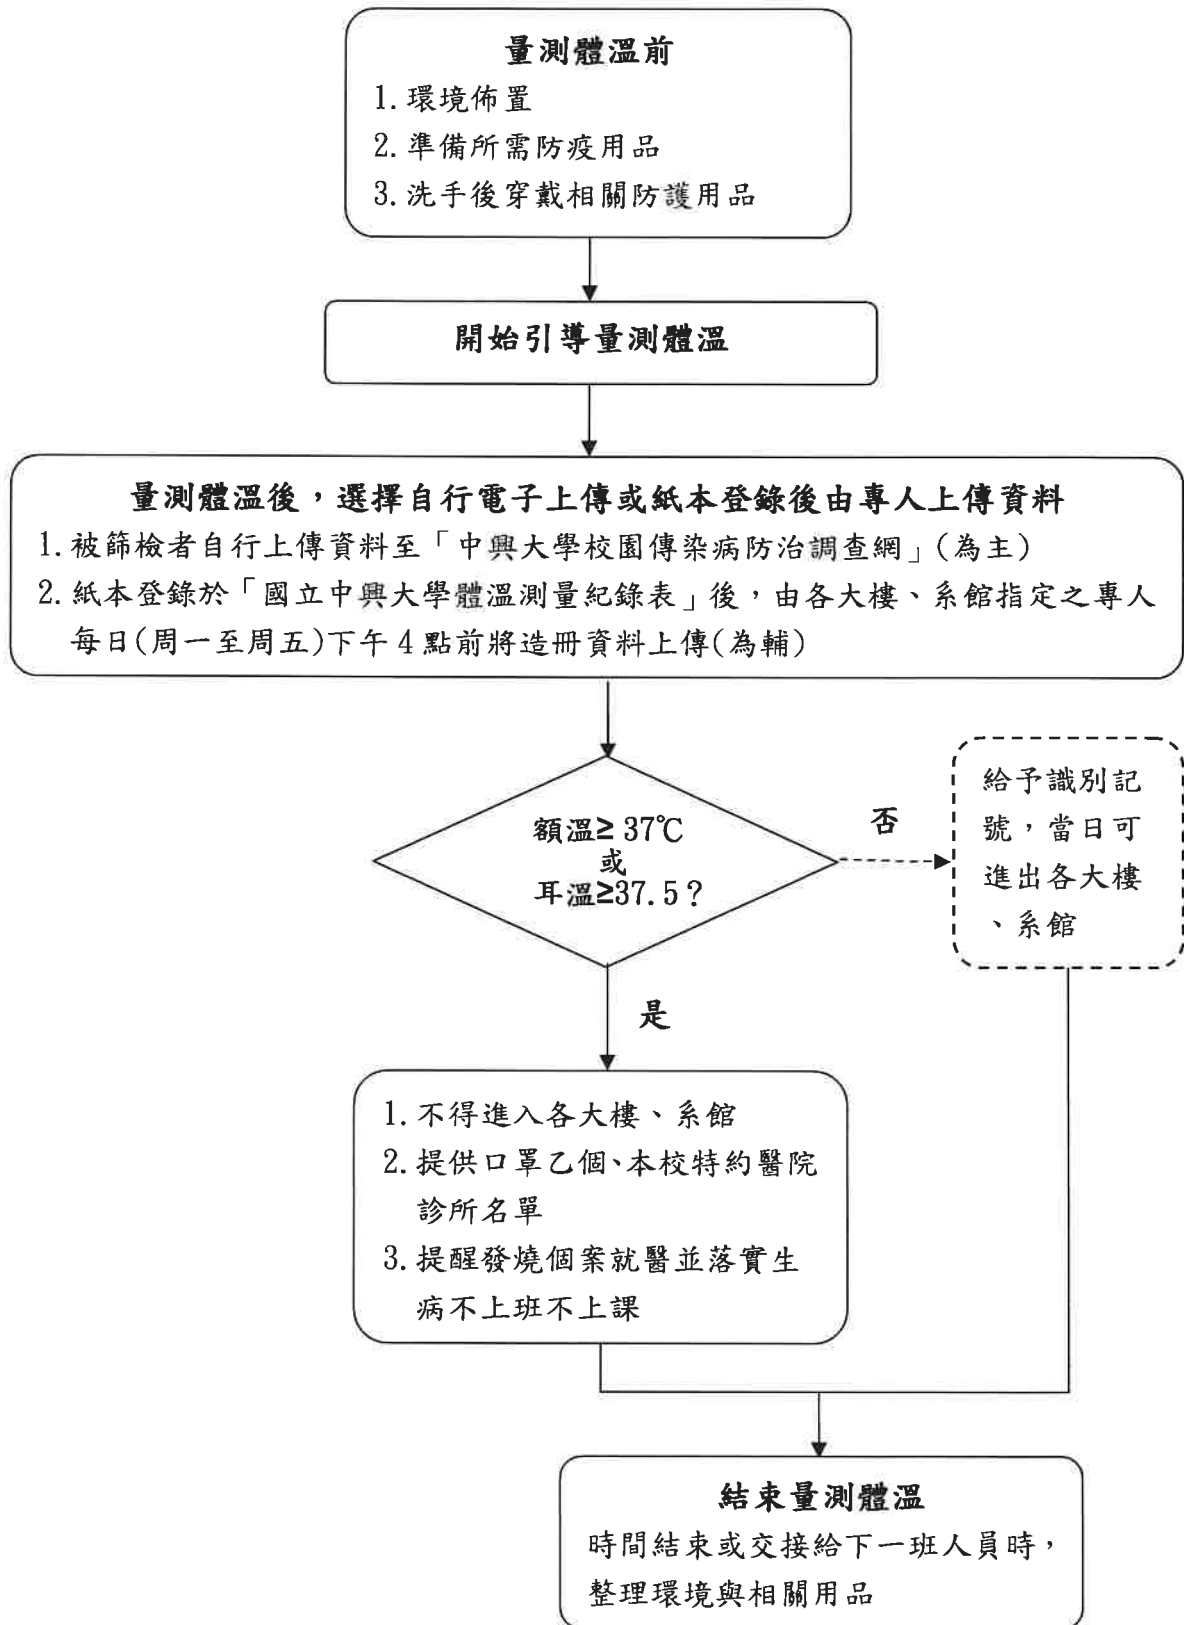 量測體溫前
1.環境佈置
2.準備所需防疫用品
3.洗手後穿戴相關防護用品
開始引導量測體溫
量測體溫後，選擇自行電子上傳或紙本登錄後由專人上傳資料
1.被篩檢者自行上傳資料至「中興大學校園傳染病防治調查網」(為主)
2.紙本登錄於「國立中興大學體溫測量紀錄表」後，由各大樓、系館指定之專人
每日(周一至周五)下午4點前將造冊資料上傳(為輔)
額溫≥ 37℃
或
耳溫≥37.5？
否
給予識別記
號，當日可
進出各大樓
、系館
是
1.不得進入各大樓、系館
2.提供口罩乙個、本校特約醫院
診所名單
3.提醒發燒個案就醫並落實生
病不上班不上課
結束量測體溫
時間結束或交接給下一班人員時，
整理環境與相關用品